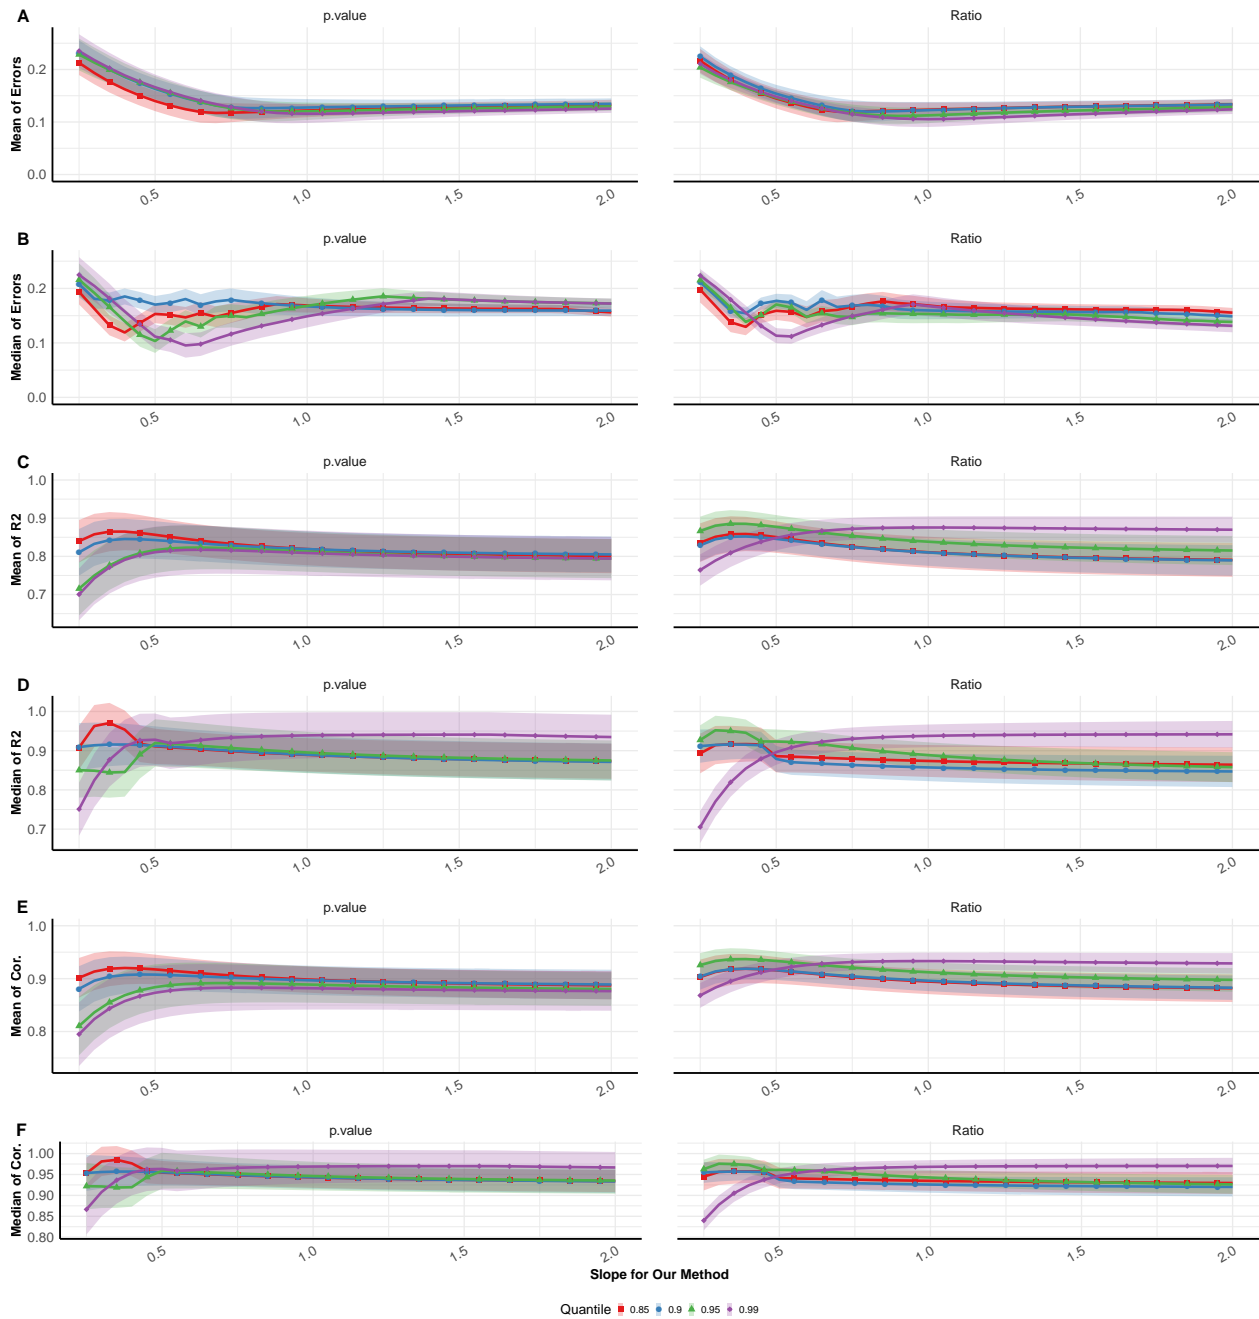 A
p.value
Ratio
Mean of Errors
0.2
0.1
0.0
0.5
1.0
1.5
2.0
0.5
1.0
1.5
2.0
B
p.value
Ratio
Median of Errors
0.2
0.1
0.0
0.5
1.0
1.5
2.0
0.5
1.0
1.5
2.0
C
p.value
Ratio
Mean of R2
1.0
0.9
0.8
0.7
0.5
1.0
1.5
2.0
0.5
1.0
1.5
2.0
D
p.value
Ratio
Median of R2
1.0
0.9
0.8
0.7
0.5
1.0
1.5
2.0
0.5
1.0
1.5
2.0
E
p.value
Ratio
Mean of Cor.
1.0
0.9
0.8
0.5
1.0
1.5
2.0
0.5
1.0
1.5
2.0
F
p.value
Ratio
Median of Cor.
1.00
0.95
0.90
0.85
0.80
0.5
1.0
1.5
2.0
0.5
1.0
1.5
2.0
Slope for Our Method
Quantile 0.85 0.9 0.95 0.99